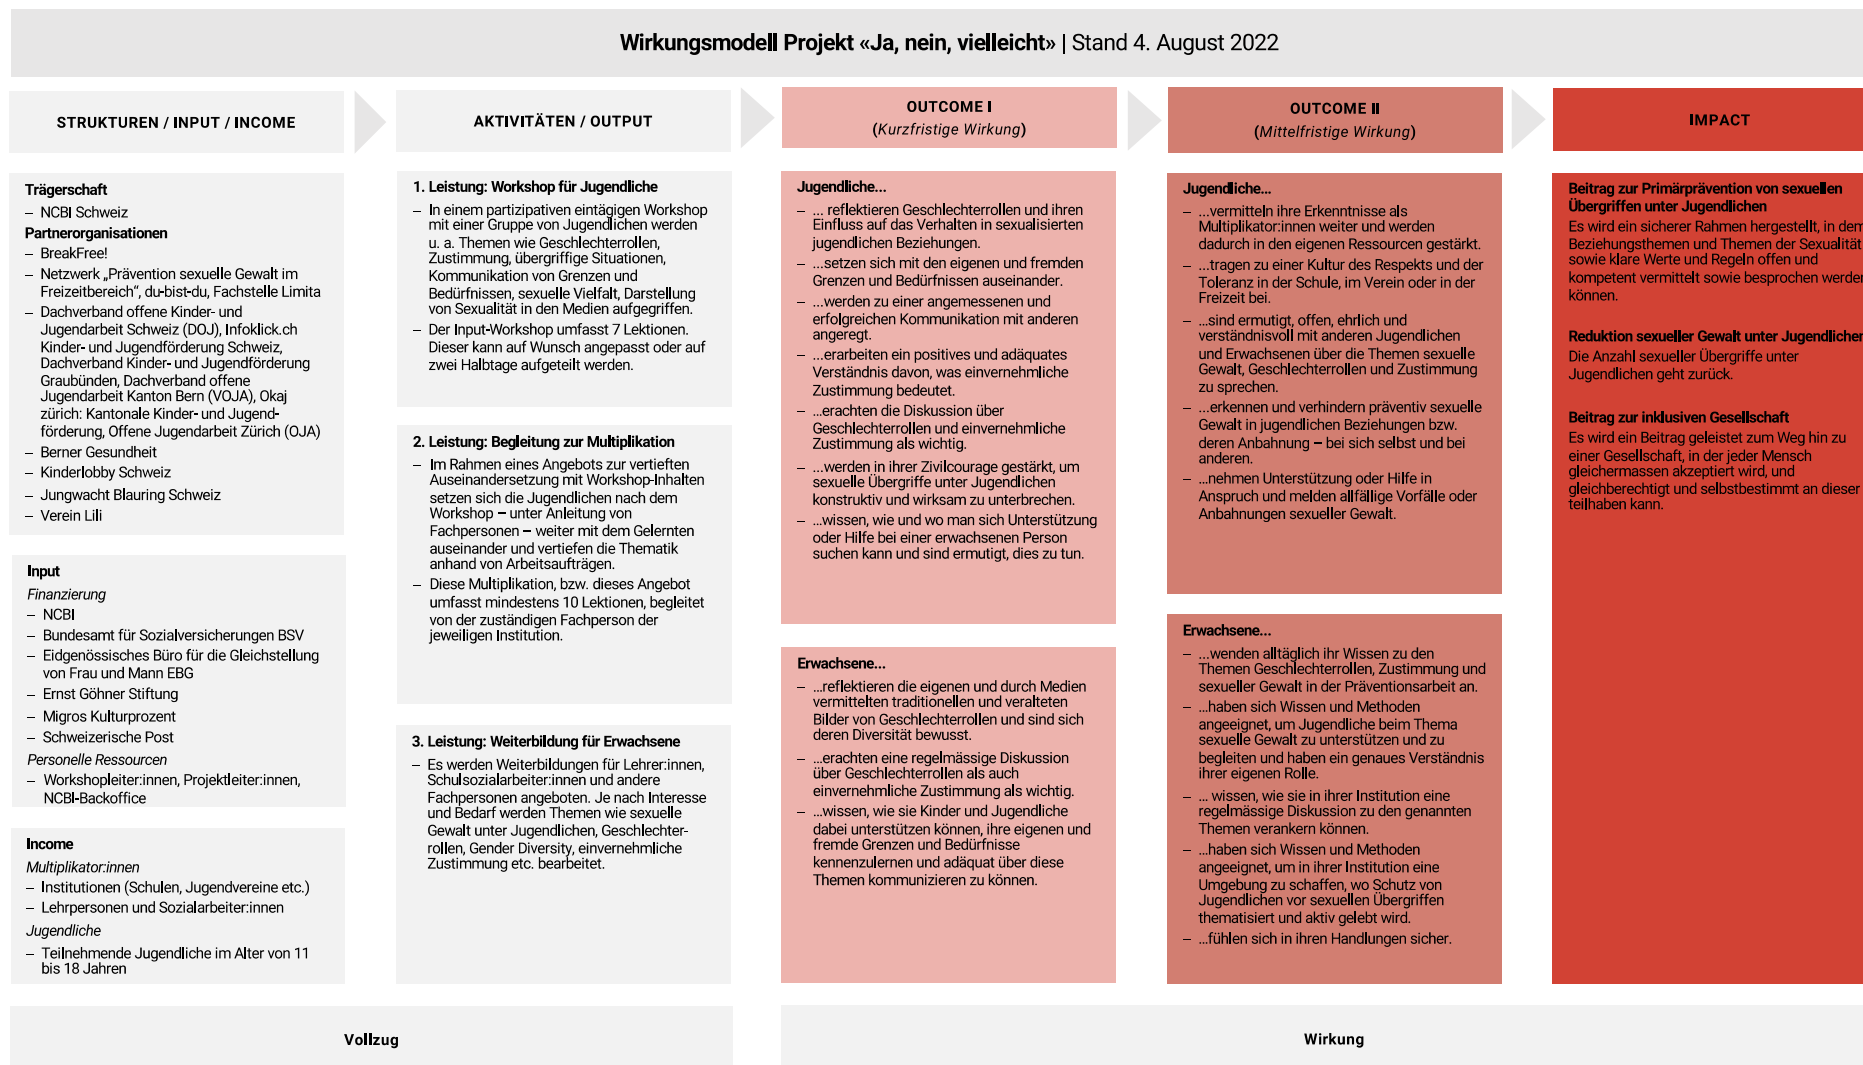 Wirkungsmodell Projekt «Ja, nein, vielleicht» | Stand 4. August 2022
STRUKTUREN / INPUT / INCOME
Trägerschaft
– NCBI Schweiz
Partnerorganisationen
– BreakFree!
– Netzwerk „Prävention sexuelle Gewalt im
Freizeitbereich“, du-bist-du, Fachstelle Limita
– Dachverband offene Kinder- und
Jugendarbeit Schweiz (DOJ), Infoklick.ch
Kinder- und Jugendförderung Schweiz,
Dachverband Kinder- und Jugendförderung
Graubünden, Dachverband offene
Jugendarbeit Kanton Bern (VOJA), Okaj
zürich: Kantonale Kinder- und Jugend-
förderung, Offene Jugendarbeit Zürich (OJA)
– Berner Gesundheit
– Kinderlobby Schweiz
– Jungwacht Blauring Schweiz
– Verein Lili
Input
Finanzierung
– NCBI
– Bundesamt für Sozialversicherungen BSV
– Eidgenössisches Büro für die Gleichstellung
von Frau und Mann EBG
– Ernst Göhner Stiftung
– Migros Kulturprozent
– Schweizerische Post
Personelle Ressourcen
– Workshopleiter:innen, Projektleiter:innen,
NCBI-Backoffice
Income
Multiplikator:innen
– Institutionen (Schulen, Jugendvereine etc.)
– Lehrpersonen und Sozialarbeiter:innen
Jugendliche
– Teilnehmende Jugendliche im Alter von 11
bis 18 Jahren
AKTIVITÄTEN / OUTPUT
1. Leistung: Workshop für Jugendliche
– In einem partizipativen eintägigen Workshop
mit einer Gruppe von Jugendlichen werden
u. a. Themen wie Geschlechterrollen,
Zustimmung, übergriffige Situationen,
Kommunikation von Grenzen und
Bedürfnissen, sexuelle Vielfalt, Darstellung
von Sexualität in den Medien aufgegriffen.
– Der Input-Workshop umfasst 7 Lektionen.
Dieser kann auf Wunsch angepasst oder auf
zwei Halbtage aufgeteilt werden.
2. Leistung: Begleitung zur Multiplikation
– Im Rahmen eines Angebots zur vertieften
Auseinandersetzung mit Workshop-Inhalten
setzen sich die Jugendlichen nach dem
Workshop – unter Anleitung von
Fachpersonen – weiter mit dem Gelernten
auseinander und vertiefen die Thematik
anhand von Arbeitsaufträgen.
– Diese Multiplikation, bzw. dieses Angebot
umfasst mindestens 10 Lektionen, begleitet
von der zuständigen Fachperson der
jeweiligen Institution.
3. Leistung: Weiterbildung für Erwachsene
– Es werden Weiterbildungen für Lehrer:innen,
Schulsozialarbeiter:innen und andere
Fachpersonen angeboten. Je nach Interesse
und Bedarf werden Themen wie sexuelle
Gewalt unter Jugendlichen, Geschlechter-
rollen, Gender Diversity, einvernehmliche
Zustimmung etc. bearbeitet.
OUTCOME I
(Kurzfristige Wirkung)
Jugendliche...
– ... reflektieren Geschlechterrollen und ihren
Einfluss auf das Verhalten in sexualisierten
jugendlichen Beziehungen.
– ...setzen sich mit den eigenen und fremden
Grenzen und Bedürfnissen auseinander.
– ...werden zu einer angemessenen und
erfolgreichen Kommunikation mit anderen
angeregt.
– ...erarbeiten ein positives und adäquates
Verständnis davon, was einvernehmliche
Zustimmung bedeutet.
– ...erachten die Diskussion über
Geschlechterrollen und einvernehmliche
Zustimmung als wichtig.
– ...werden in ihrer Zivilcourage gestärkt, um
sexuelle Übergriffe unter Jugendlichen
konstruktiv und wirksam zu unterbrechen.
– ...wissen, wie und wo man sich Unterstützung
oder Hilfe bei einer erwachsenen Person
suchen kann und sind ermutigt, dies zu tun.
Erwachsene...
– ...reflektieren die eigenen und durch Medien
vermittelten traditionellen und veralteten
Bilder von Geschlechterrollen und sind sich
deren Diversität bewusst.
– ...erachten eine regelmässige Diskussion
über Geschlechterrollen als auch
einvernehmliche Zustimmung als wichtig.
– ...wissen, wie sie Kinder und Jugendliche
dabei unterstützen können, ihre eigenen und
fremde Grenzen und Bedürfnisse
kennenzulernen und adäquat über diese
Themen kommunizieren zu können.
OUTCOME II
(Mittelfristige Wirkung)
Jugendliche...
– ...vermitteln ihre Erkenntnisse als
Multiplikator:innen weiter und werden
dadurch in den eigenen Ressourcen gestärkt.
– ...tragen zu einer Kultur des Respekts und der
Toleranz in der Schule, im Verein oder in der
Freizeit bei.
– ...sind ermutigt, offen, ehrlich und
verständnisvoll mit anderen Jugendlichen
und Erwachsenen über die Themen sexuelle
Gewalt, Geschlechterrollen und Zustimmung
zu sprechen.
– ...erkennen und verhindern präventiv sexuelle
Gewalt in jugendlichen Beziehungen bzw.
deren Anbahnung – bei sich selbst und bei
anderen.
– ...nehmen Unterstützung oder Hilfe in
Anspruch und melden allfällige Vorfälle oder
Anbahnungen sexueller Gewalt.
Erwachsene...
– ...wenden alltäglich ihr Wissen zu den
Themen Geschlechterrollen, Zustimmung und
sexueller Gewalt in der Präventionsarbeit an.
– ...haben sich Wissen und Methoden
angeeignet, um Jugendliche beim Thema
sexuelle Gewalt zu unterstützen und zu
begleiten und haben ein genaues Verständnis
ihrer eigenen Rolle.
– ... wissen, wie sie in ihrer Institution eine
regelmässige Diskussion zu den genannten
Themen verankern können.
– ...haben sich Wissen und Methoden
angeeignet, um in ihrer Institution eine
Umgebung zu schaffen, wo Schutz von
Jugendlichen vor sexuellen Übergriffen
thematisiert und aktiv gelebt wird.
– ...fühlen sich in ihren Handlungen sicher.
IMPACT
Beitrag zur Primärprävention von sexuellen
Übergriffen unter Jugendlichen
Es wird ein sicherer Rahmen hergestellt, in dem
Beziehungsthemen und Themen der Sexualität
sowie klare Werte und Regeln offen und
kompetent vermittelt sowie besprochen werden
können.
Reduktion sexueller Gewalt unter Jugendlichen
Die Anzahl sexueller Übergriffe unter
Jugendlichen geht zurück.
Beitrag zur inklusiven Gesellschaft
Es wird ein Beitrag geleistet zum Weg hin zu
einer Gesellschaft, in der jeder Mensch
gleichermassen akzeptiert wird, und
gleichberechtigt und selbstbestimmt an dieser
teilhaben kann.
Vollzug
Wirkung